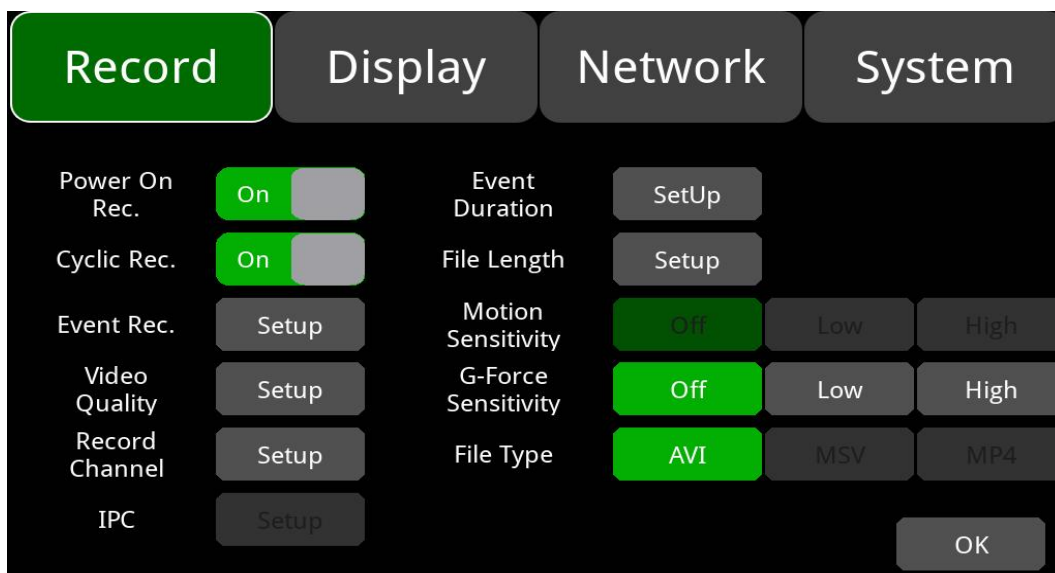 Record Display Network System
Power On
Rec.
On
Event
Duration
SetUp
Cyclic Rec. On File Length Setup
Event Rec. Setup
Motion
Sensitivity
Off Low High
Video
Quality
Setup
G-Force
Sensitivity
Off Low High
Record
Channel
Setup
File Type AVI MSV MP4
IPC Setup
OK